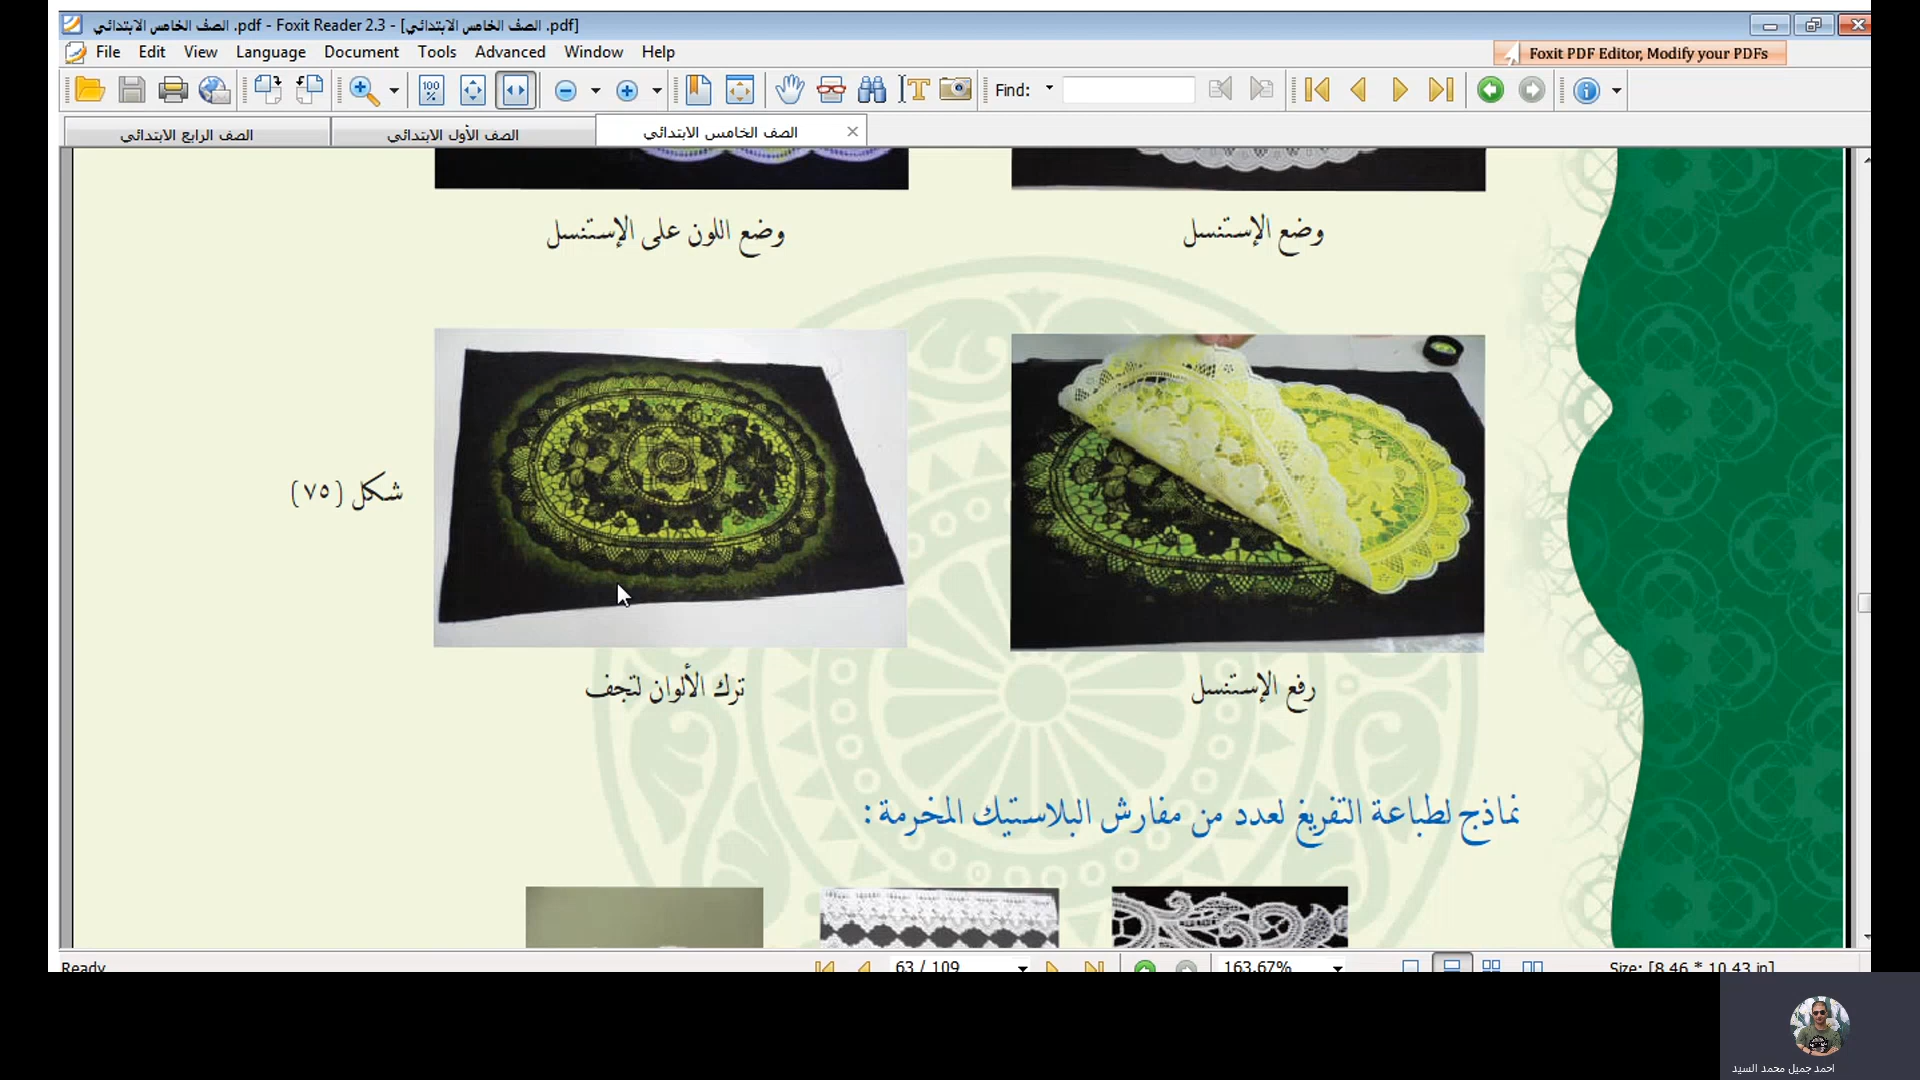 الصف الخامس الابتدائي .pdf - Foxit Reader 2.3 - [الصف الخامس الابتدائي .pdf]
File Edit View Language Document Tools Advanced Window Help
Foxit PDF Editor, Modify your PDFs
Find:
الصف الرابع الابتدائي
الصف الأول الابتدائي
الصف الخامس الابتدائي
وضع الإستنسل
وضع اللون على الإستنسل
شكل (٧٥)
رفع الإستنسل
ترك الألوان لتجف
نماذج لطباعة التفريغ لعدد من مفارش البلاستيك المخرمة :
Ready
63 / 109
163.67%
Size: [8.46 * 10.43 in]
احمد جميل محمد السيد